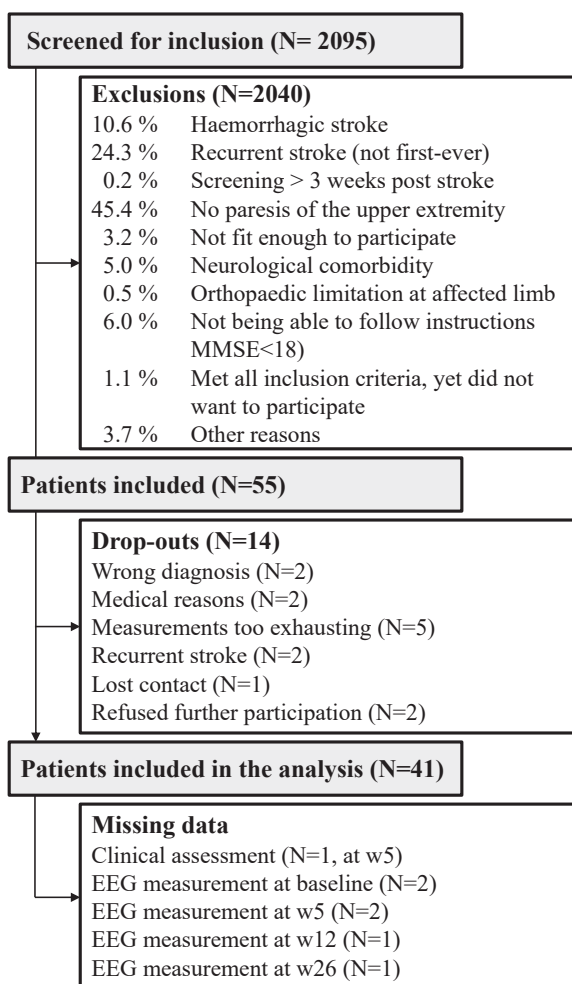 Screened for inclusion (N= 2095)
Exclusions (N=2040)
10.6 % Haemorrhagic stroke
24.3 % Recurrent stroke (not first-ever)
0.2 % Screening > 3 weeks post stroke
45.4 % No paresis of the upper extremity
3.2 % Not fit enough to participate
5.0 % Neurological comorbidity
0.5 % Orthopaedic limitation at affected limb
6.0 % Not being able to follow instructions
MMSE<18)
1.1 % Met all inclusion criteria, yet did not
want to participate
3.7 % Other reasons
Patients included (N=55)
Drop-outs (N=14)
Wrong diagnosis (N=2)
Medical reasons (N=2)
Measurements too exhausting (N=5)
Recurrent stroke (N=2)
Lost contact (N=1)
Refused further participation (N=2)
Patients included in the analysis (N=41)
Missing data
Clinical assessment (N=1, at w5)
EEG measurement at baseline (N=2)
EEG measurement at w5 (N=2)
EEG measurement at w12 (N=1)
EEG measurement at w26 (N=1)